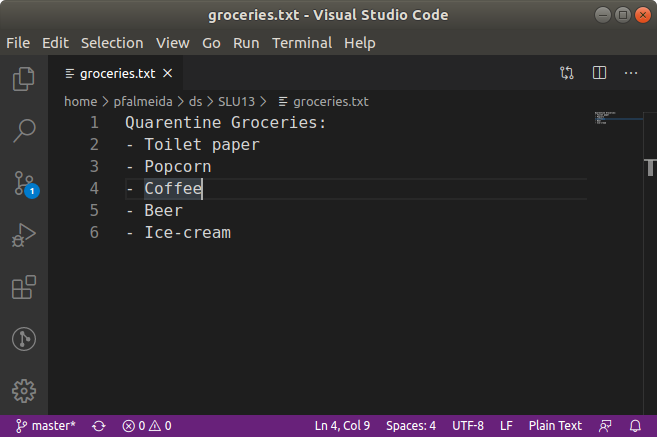 groceries.txt - Visual Studio Code
File Edit Selection View Go Run Terminal Help
groceries.txt
home > pfalmeida > ds > SLU13 > groceries.txt
1 Quarentine Groceries:
2 - Toilet paper
3 - Popcorn
4 - Coffee
5 - Beer
6 - Ice-cream
1
master* 0 0 Ln 4, Col 9 Spaces: 4 UTF-8 LF Plain Text